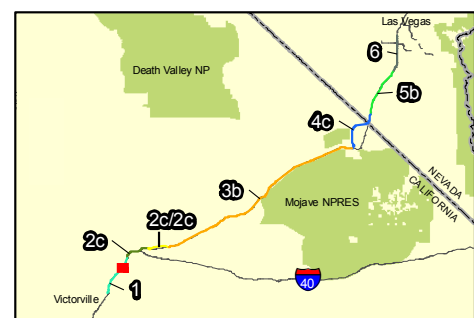 Las Vegas
6
Death Valley NP
5b
4c
NEVADA
CALIFORNIA
3b
Mojave NPRES
2c/2c
2c
40
1
Victorville